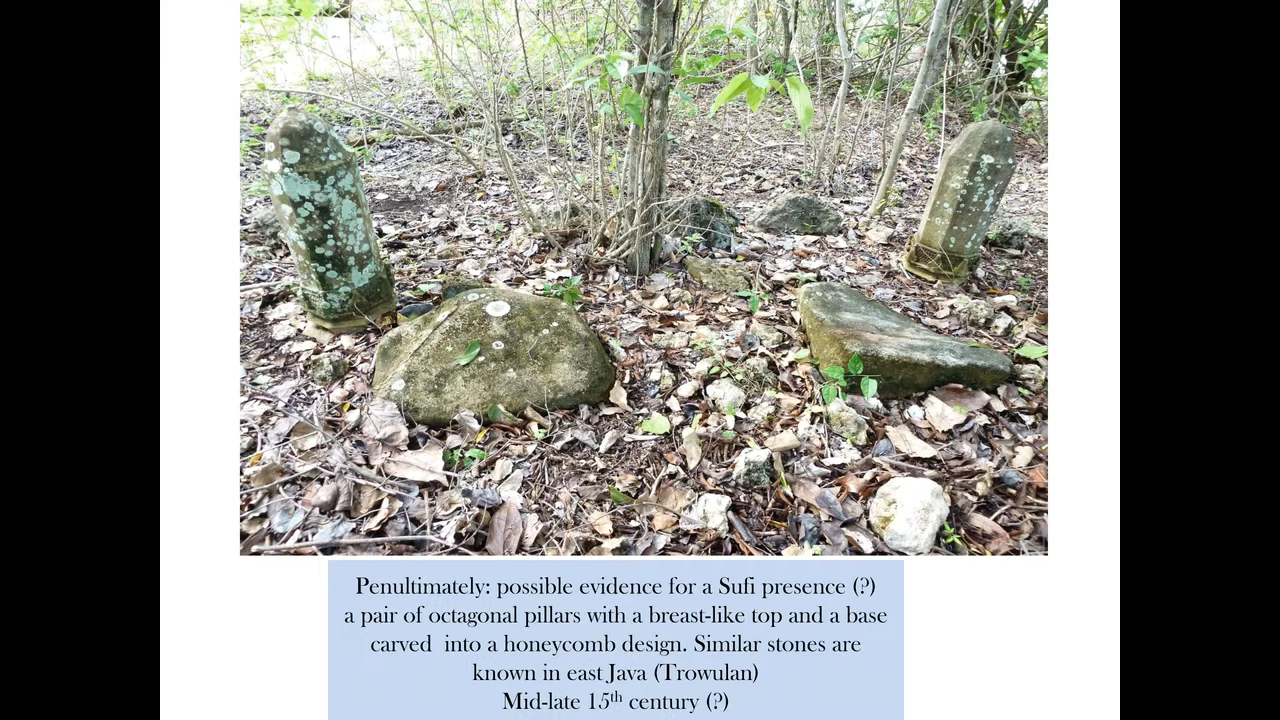 Penultimately: possible evidence for a Sufi presence (?)
a pair of octagonal pillars with a breast-like top and a base
carved  into a honeycomb design. Similar stones are
known in east Java (Trowulan)
Mid-late 15th century (?)